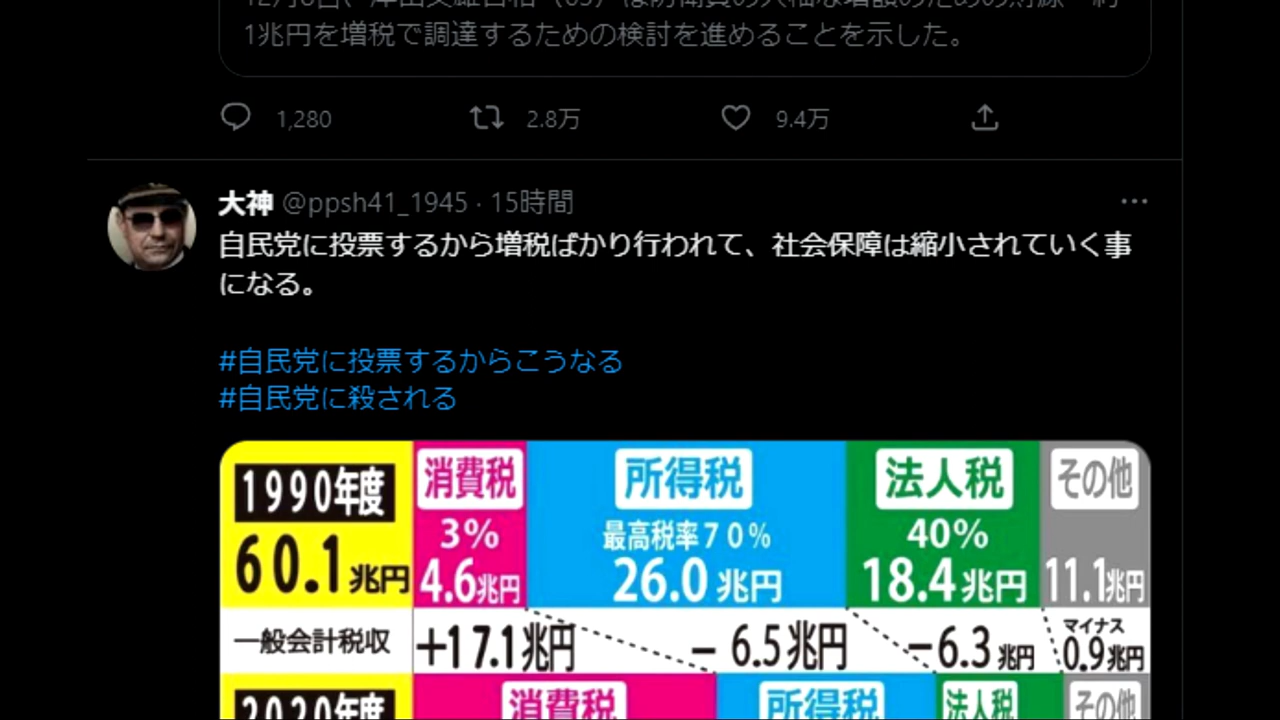 1兆円を増税で調達するための検討を進めることを示した。
1,280 2.8万 9.4万
大神 @ppsh41_1945 · 15時間
自民党に投票するから増税ばかり行われて、社会保障は縮小されていく事
になる。
#自民党に投票するからこうなる
#自民党に殺される
1990年度 消費税 所得税 法人税 その他
3% 最高税率70% 40%
60.1兆円 4.6兆円 26.0兆円 18.4兆円 11.1兆円
一般会計税収 +17.1兆円 -6.5兆円 -6.3兆円 マイナス0.9兆円
2020年度 消費税 所得税 法人税 その他